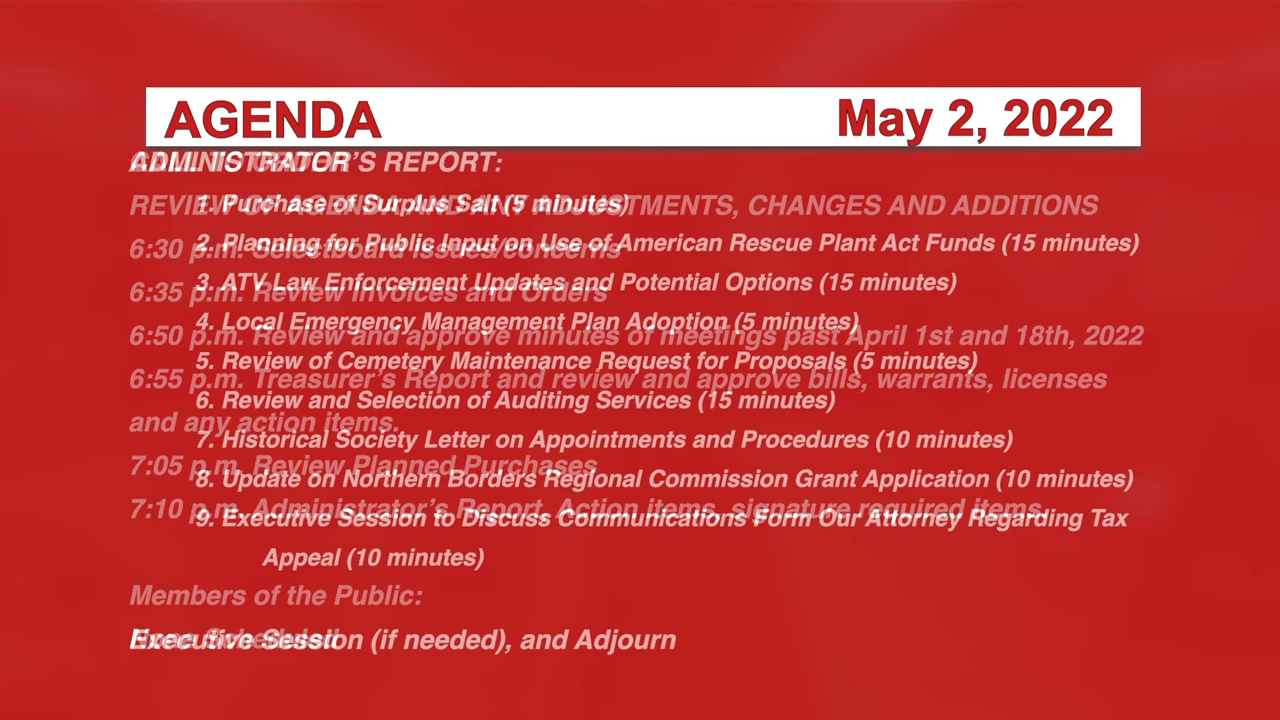 AGENDA
May 2, 2022
ADMINISTRATOR'S REPORT:
REVIEW OF AGENDA AND ANY ADJUSTMENTS, CHANGES AND ADDITIONS
1. Purchase of Surplus Salt (5 minutes)
2. Planning for Public Input on Use of American Rescue Plant Act Funds (15 minutes)
6:30 p.m. Selectboard issues/concerns
3. ATV Law Enforcement Updates and Potential Options (15 minutes)
6:35 p.m. Review Invoices and Orders
4. Local Emergency Management Plan Adoption (5 minutes)
6:50 p.m. Review and approve minutes of meetings past April 1st and 18th, 2022
5. Review of Cemetery Maintenance Request for Proposals (5 minutes)
6:55 p.m. Treasurer's Report and review and approve bills, warrants, licenses
6. Review and Selection of Auditing Services (15 minutes)
and any action items.
7. Historical Society Letter on Appointments and Procedures (10 minutes)
7:05 p.m. Review Planned Purchases
8. Update on Northern Borders Regional Commission Grant Application (10 minutes)
7:10 p.m. Administrator's Report, Action items, signature required items.
9. Executive Session to Discuss Communications Form Our Attorney Regarding Tax
Appeal (10 minutes)
Members of the Public:
Executive Session (if needed), and Adjourn